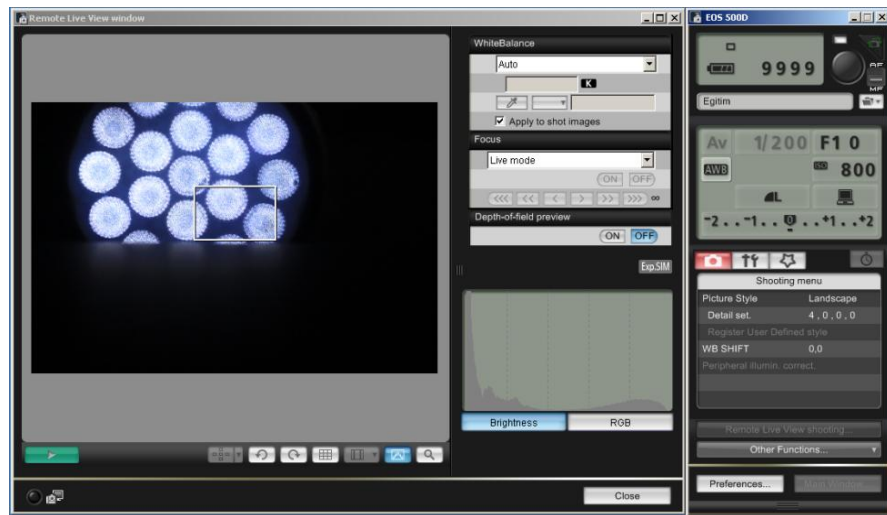 Remote Live View window
WhiteBalance
Auto
K
Apply to shot images
Focus
Live mode
ON OFF
<<< << < > >> >>> ∞
Depth-of-field preview
ON OFF
Exp.SIM
Brightness RGB
Close
EOS 500D
9999
AF
MF
Egitim
Av 1/200 F1 0
AWB ISO 800
L
-2..-1..0..+1..+2
Shooting menu
Picture Style Landscape
Detail set. 4 , 0 , 0 , 0
Register User Defined style
WB SHIFT 0,0
Peripheral illumin. correct.
Remote Live View shooting...
Other Functions...
Preferences... Main Window...